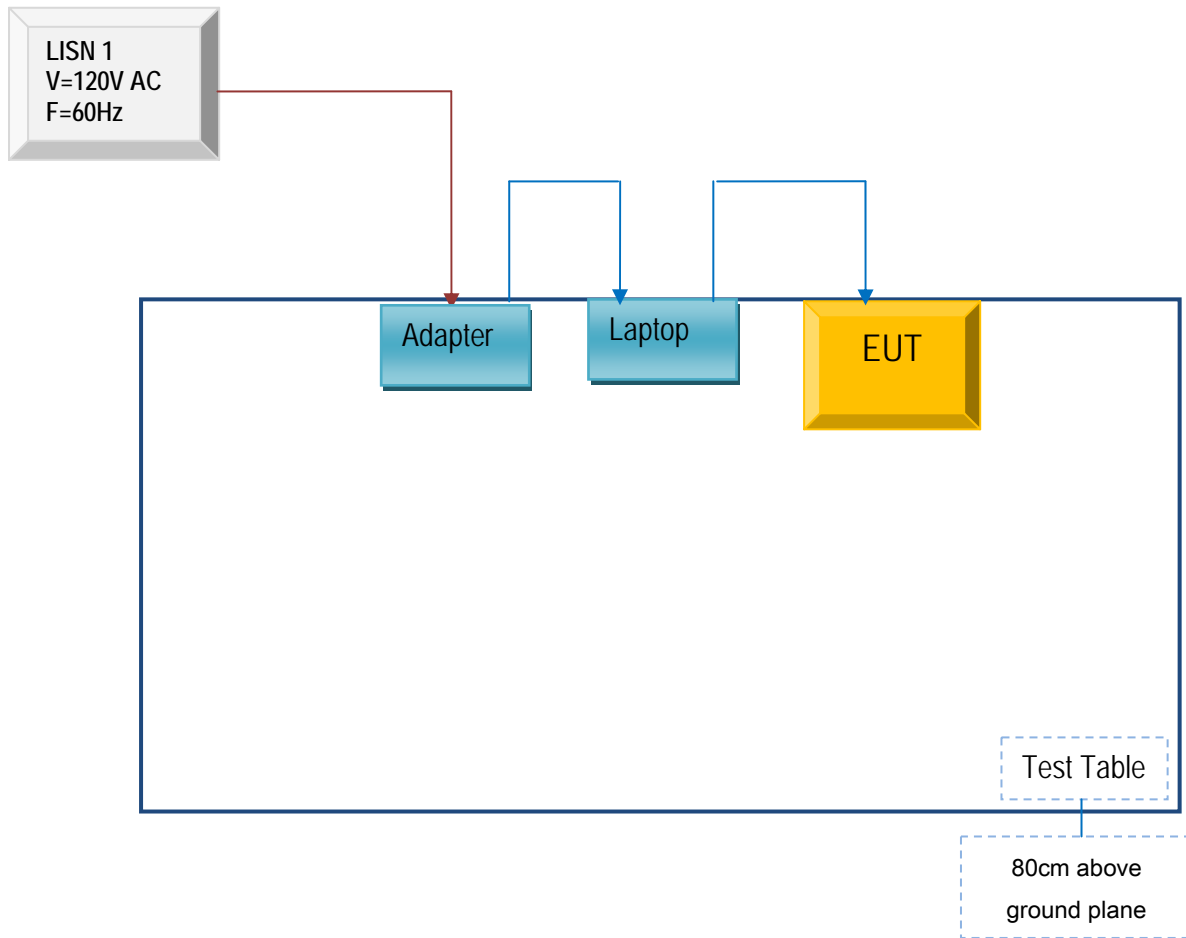 LISN 1
V=120V AC
F=60Hz
Adapter
Laptop
EUT
Test Table
80cm above
ground plane